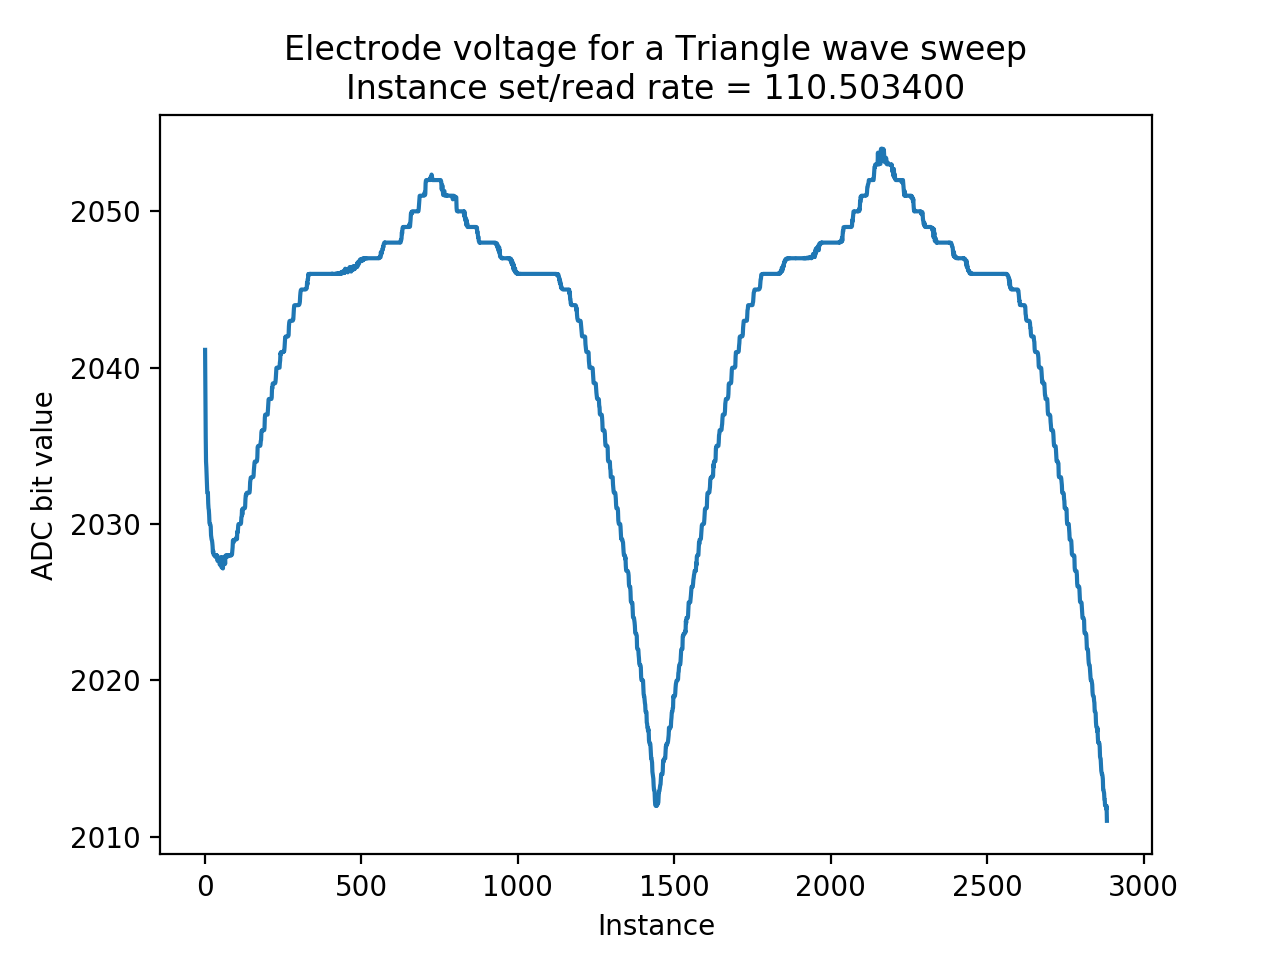 Electrode voltage for a Triangle wave sweep
Instance set/read rate = 110.503400
2050
2040
2030
2020
2010
ADC bit value
0 500 1000 1500 2000 2500 3000
Instance